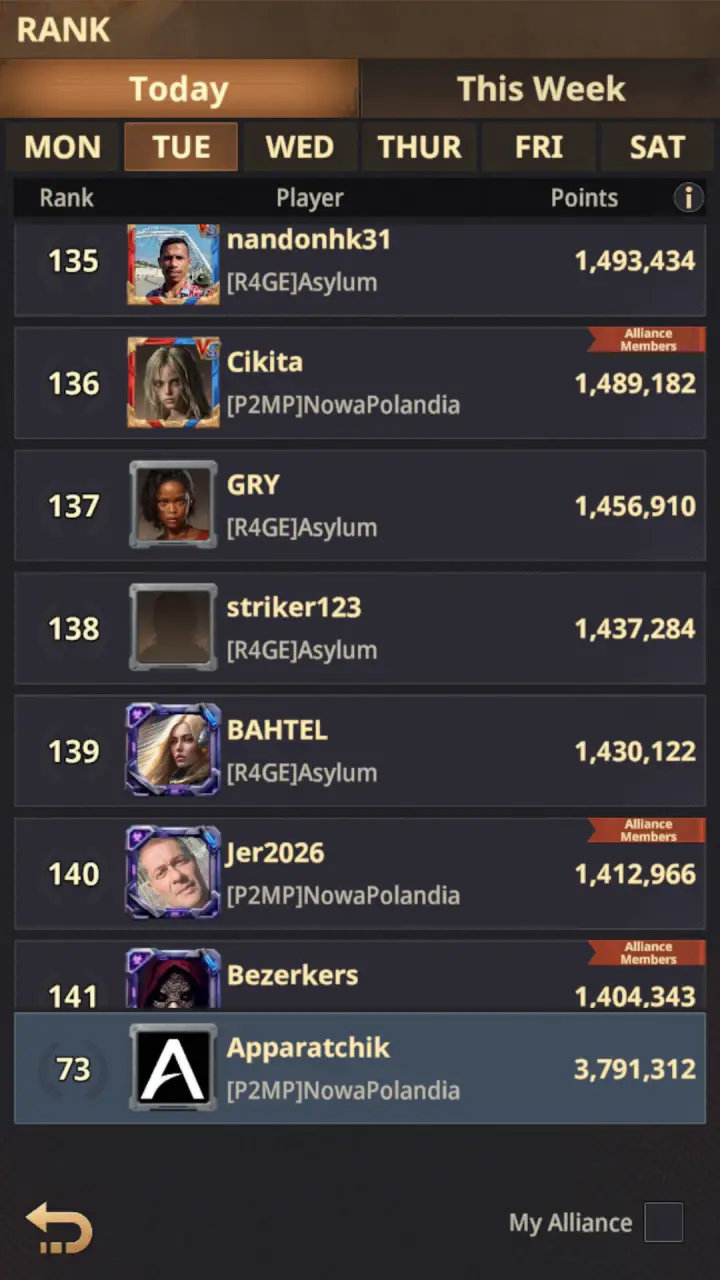 RANK
Today
This Week
MON TUE WED THUR FRI SAT
Rank Player Points i
135 nandonhk31 1,493,434
[R4GE]Asylum
Alliance Members
136 Cikita 1,489,182
[P2MP]NowaPolandia
137 GRY 1,456,910
[R4GE]Asylum
138 striker123 1,437,284
[R4GE]Asylum
139 BAHTEL 1,430,122
[R4GE]Asylum
Alliance Members
140 Jer2026 1,412,966
[P2MP]NowaPolandia
Alliance Members
141 Bezerkers 1,404,343
73 Apparatchik 3,791,312
[P2MP]NowaPolandia
My Alliance